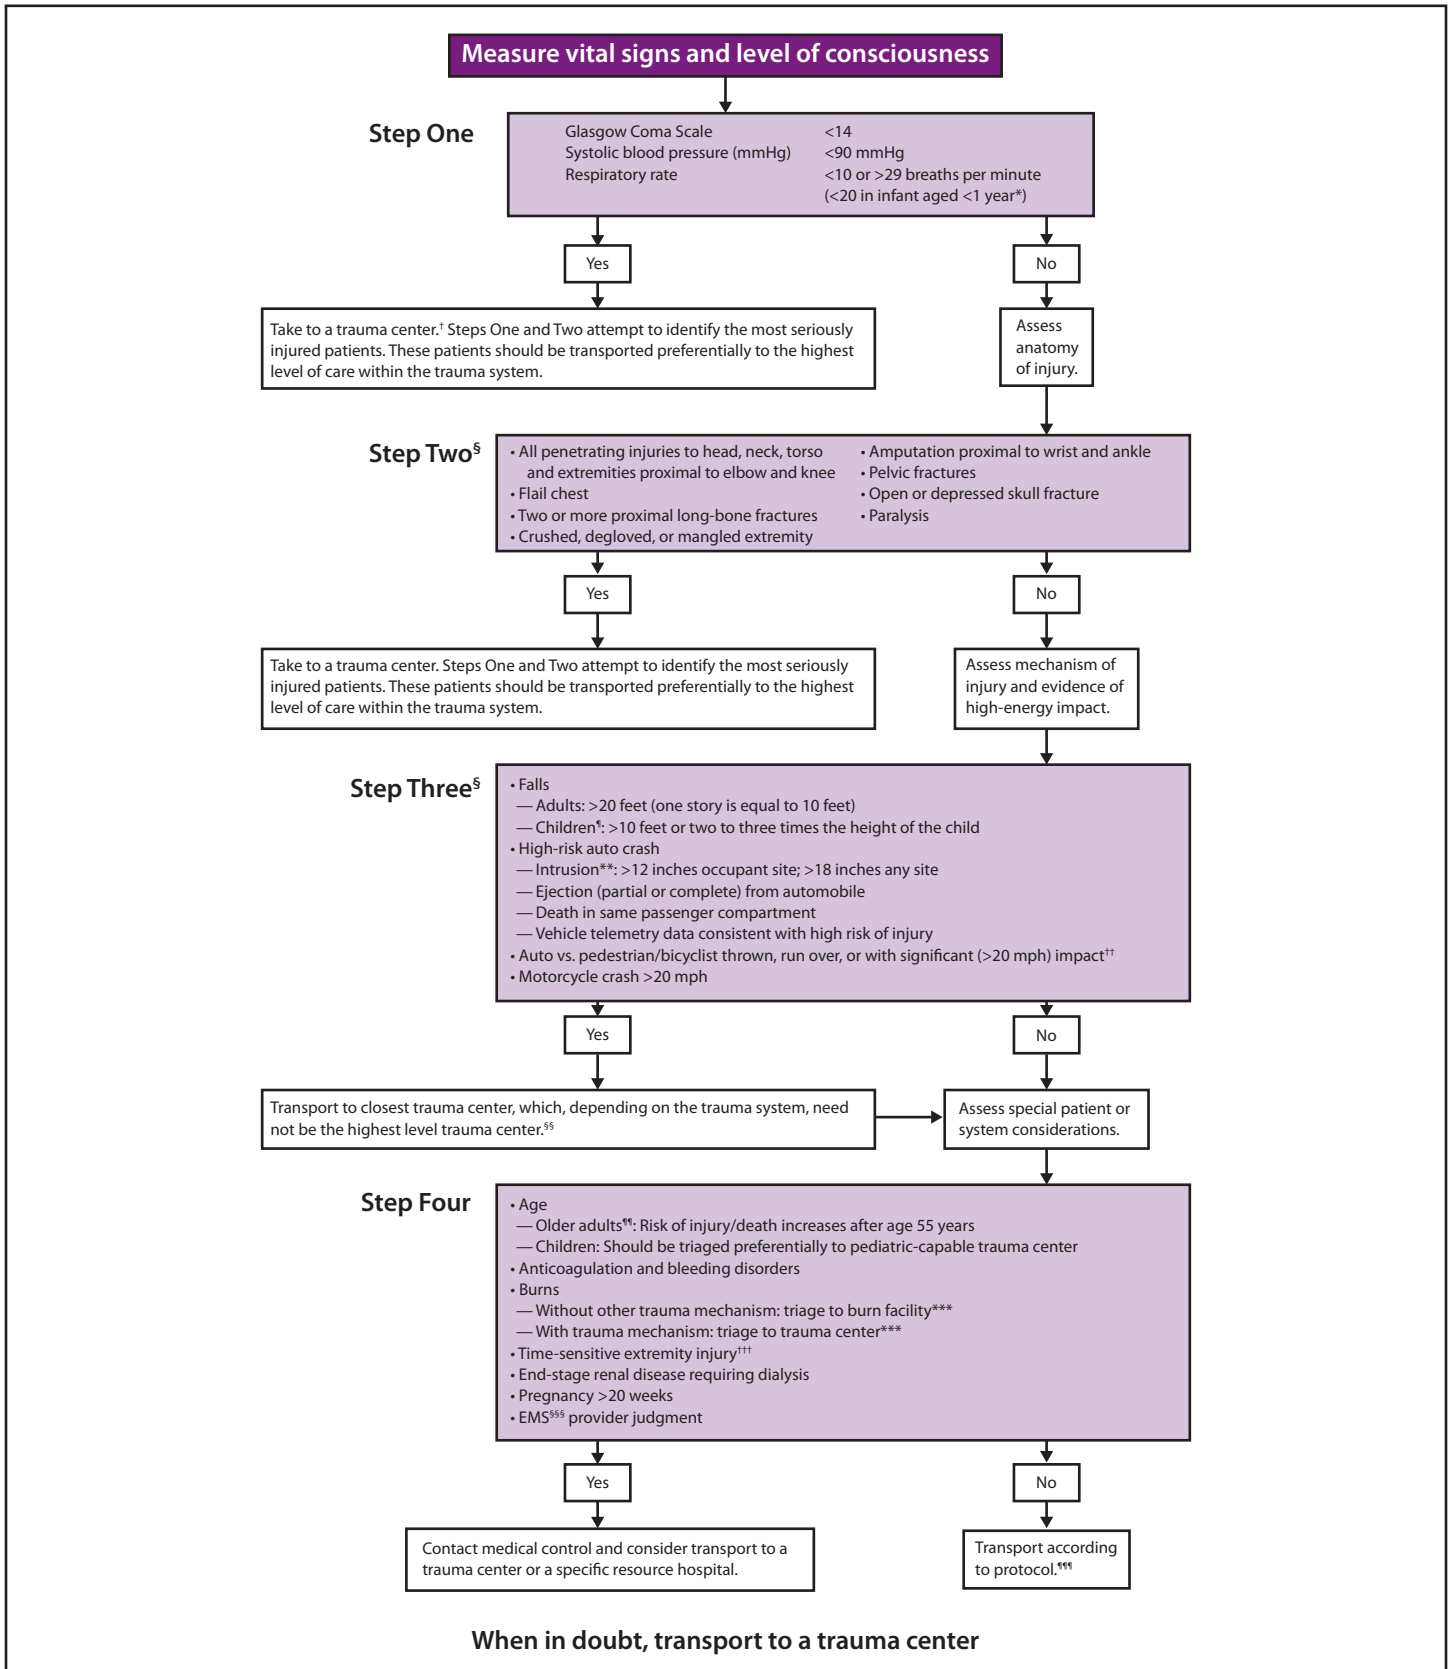 Measure vital signs and level of consciousness
Step One
Glasgow Coma Scale <14
Systolic blood pressure (mmHg) <90 mmHg
Respiratory rate <10 or >29 breaths per minute
(<20 in infant aged <1 year*)
Yes
No
Take to a trauma center.† Steps One and Two attempt to identify the most seriously
injured patients. These patients should be transported preferentially to the highest
level of care within the trauma system.
Assess
anatomy
of injury.
Step Two§
• All penetrating injuries to head, neck, torso
and extremities proximal to elbow and knee
• Flail chest
• Two or more proximal long-bone fractures
• Crushed, degloved, or mangled extremity
• Amputation proximal to wrist and ankle
• Pelvic fractures
• Open or depressed skull fracture
• Paralysis
Yes
No
Take to a trauma center. Steps One and Two attempt to identify the most seriously
injured patients. These patients should be transported preferentially to the highest
level of care within the trauma system.
Assess mechanism of
injury and evidence of
high-energy impact.
Step Three§
• Falls
— Adults: >20 feet (one story is equal to 10 feet)
— Children¶: >10 feet or two to three times the height of the child
• High-risk auto crash
— Intrusion**: >12 inches occupant site; >18 inches any site
— Ejection (partial or complete) from automobile
— Death in same passenger compartment
— Vehicle telemetry data consistent with high risk of injury
• Auto vs. pedestrian/bicyclist thrown, run over, or with significant (>20 mph) impact††
• Motorcycle crash >20 mph
Yes
No
Transport to closest trauma center, which, depending on the trauma system, need
not be the highest level trauma center.§§
Assess special patient or
system considerations.
Step Four
• Age
— Older adults¶¶: Risk of injury/death increases after age 55 years
— Children: Should be triaged preferentially to pediatric-capable trauma center
• Anticoagulation and bleeding disorders
• Burns
— Without other trauma mechanism: triage to burn facility***
— With trauma mechanism: triage to trauma center***
• Time-sensitive extremity injury†††
• End-stage renal disease requiring dialysis
• Pregnancy >20 weeks
• EMS§§§ provider judgment
Yes
No
Contact medical control and consider transport to a
trauma center or a specific resource hospital.
Transport according
to protocol.¶¶¶
When in doubt, transport to a trauma center